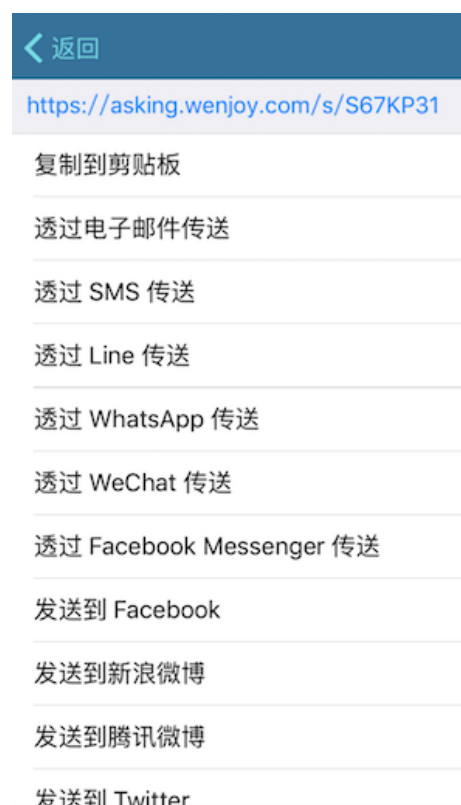 返回
https://asking.wenjoy.com/s/S67KP31
复制到剪贴板
透过电子邮件传送
透过 SMS 传送
透过 Line 传送
透过 WhatsApp 传送
透过 WeChat 传送
透过 Facebook Messenger 传送
发送到 Facebook
发送到新浪微博
发送到腾讯微博
发送到 Twitter